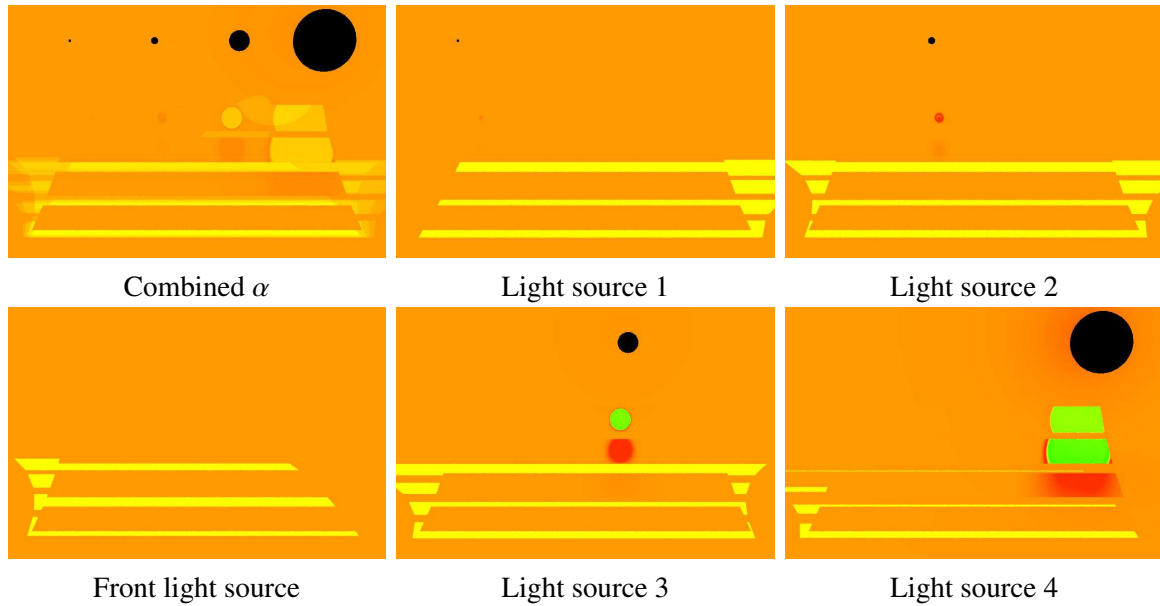 Combined α
Light source 1
Light source 2
Front light source
Light source 3
Light source 4